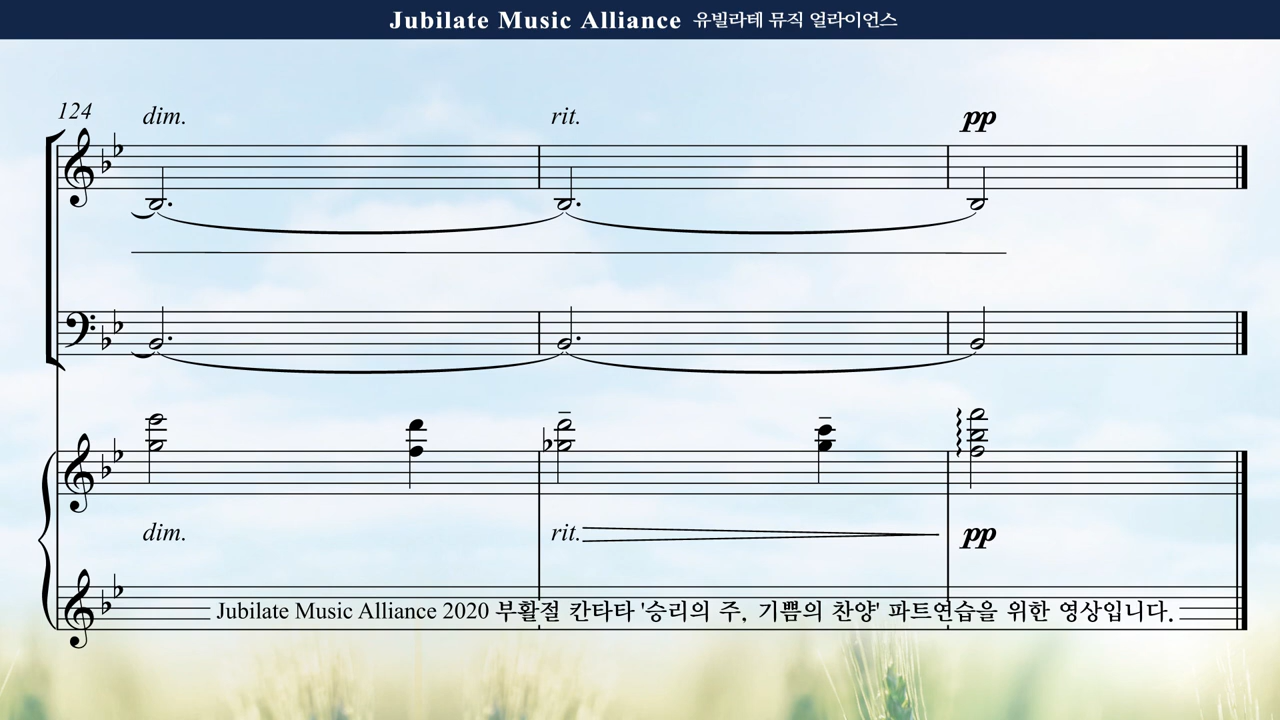 Jubilate Music Alliance 유빌라테 뮤직 얼라이언스
124 dim. rit. pp
dim. rit. pp
Jubilate Music Alliance 2020 부활절 칸타타 '승리의 주, 기쁨의 찬양' 파트연습을 위한 영상입니다.